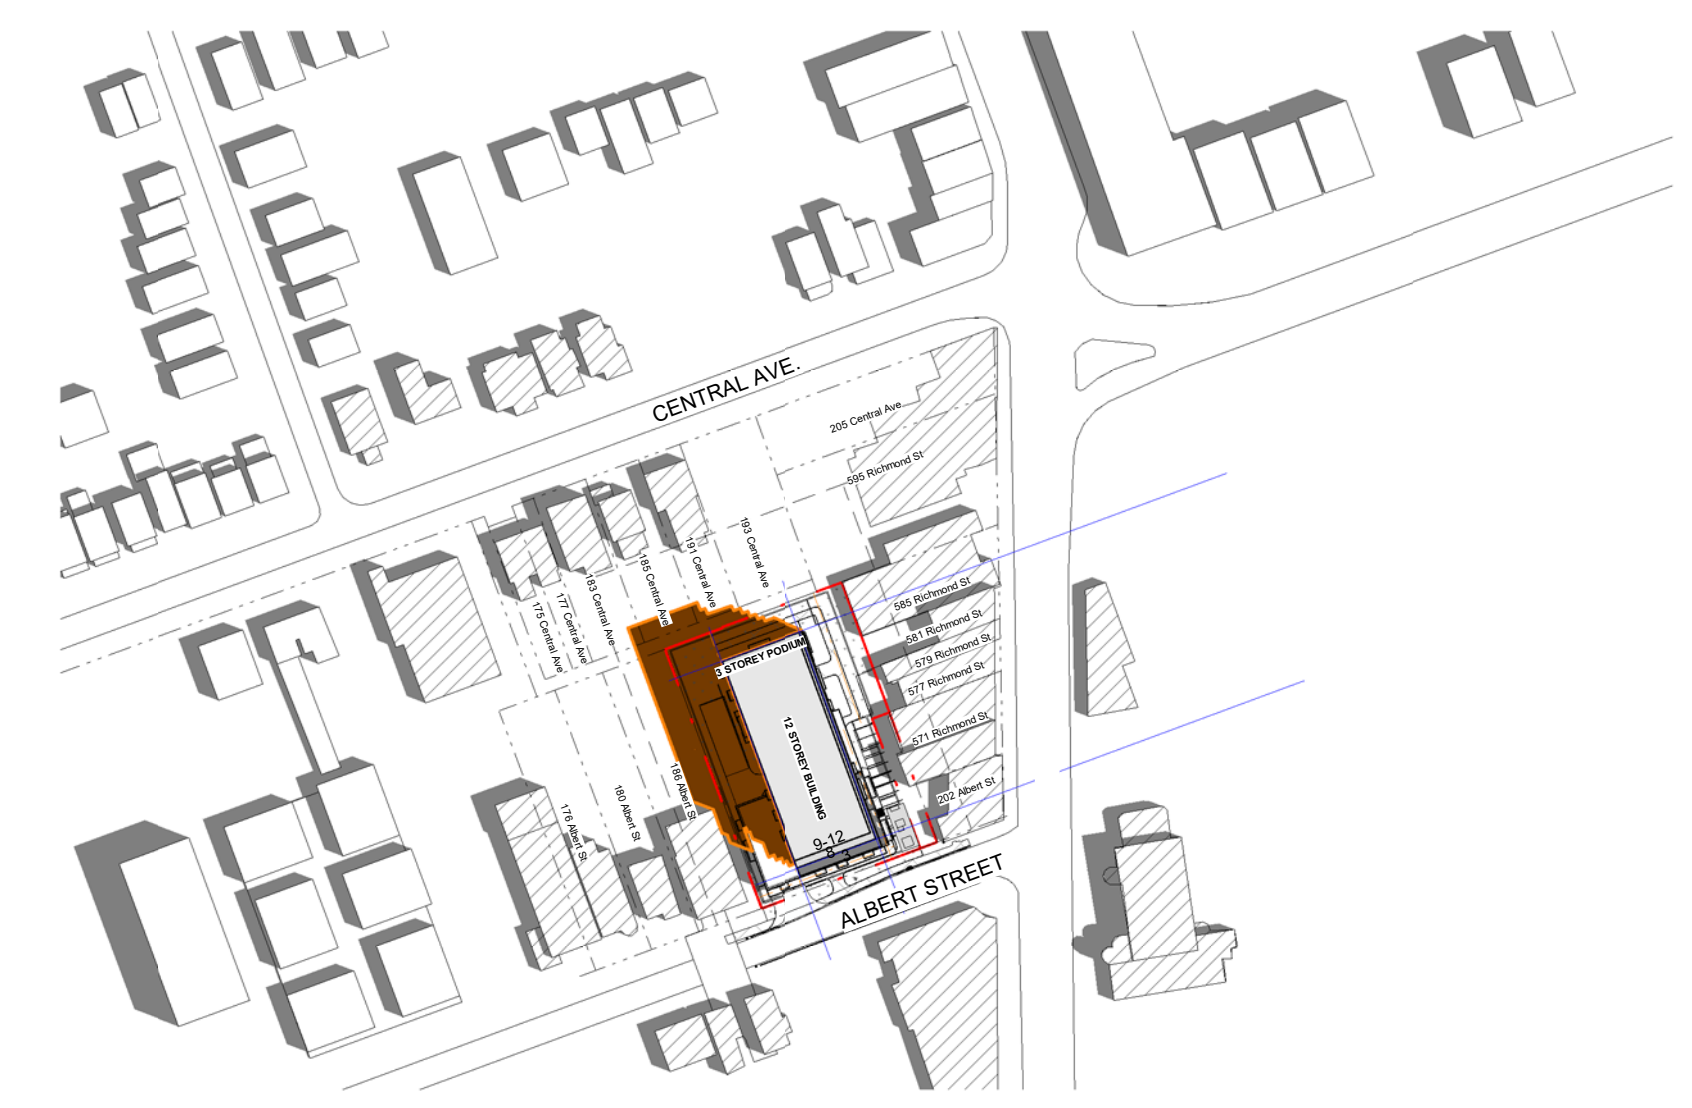 CENTRAL AVE.
205 Central Ave
595 Richmond St
193 Central Ave
191 Central Ave
185 Central Ave
183 Central Ave
177 Central Ave
175 Central Ave
585 Richmond St
581 Richmond St
579 Richmond St
577 Richmond St
571 Richmond St
202 Albert St
3 STOREY PODIUM
12 STOREY BUILDING
9-12
8
3
186 Albert St
180 Albert St
176 Albert St
ALBERT STREET